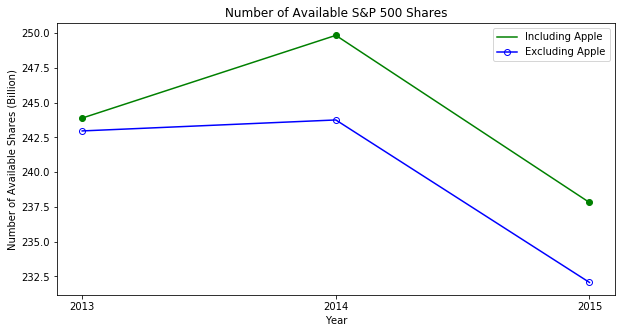 Number of Available S&P 500 Shares
Including Apple
Excluding Apple
Number of Available Shares (Billion)
250.0
247.5
245.0
242.5
240.0
237.5
235.0
232.5
2013
2014
2015
Year